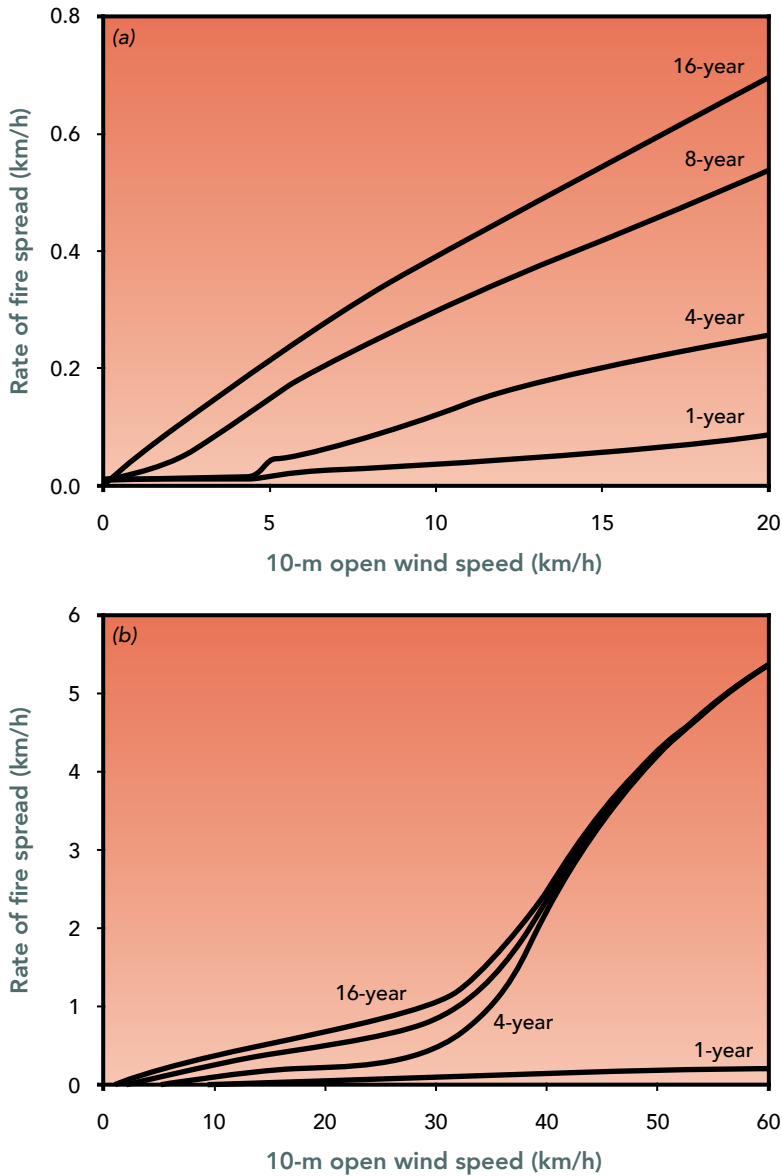 (a)
0.8
0.6
0.4
0.2
0.0
Rate of fire spread (km/h)
16-year
8-year
4-year
1-year
0 5 10 15 20
10-m open wind speed (km/h)
(b)
6
5
4
3
2
1
0
Rate of fire spread (km/h)
16-year
4-year
1-year
0 10 20 30 40 50 60
10-m open wind speed (km/h)